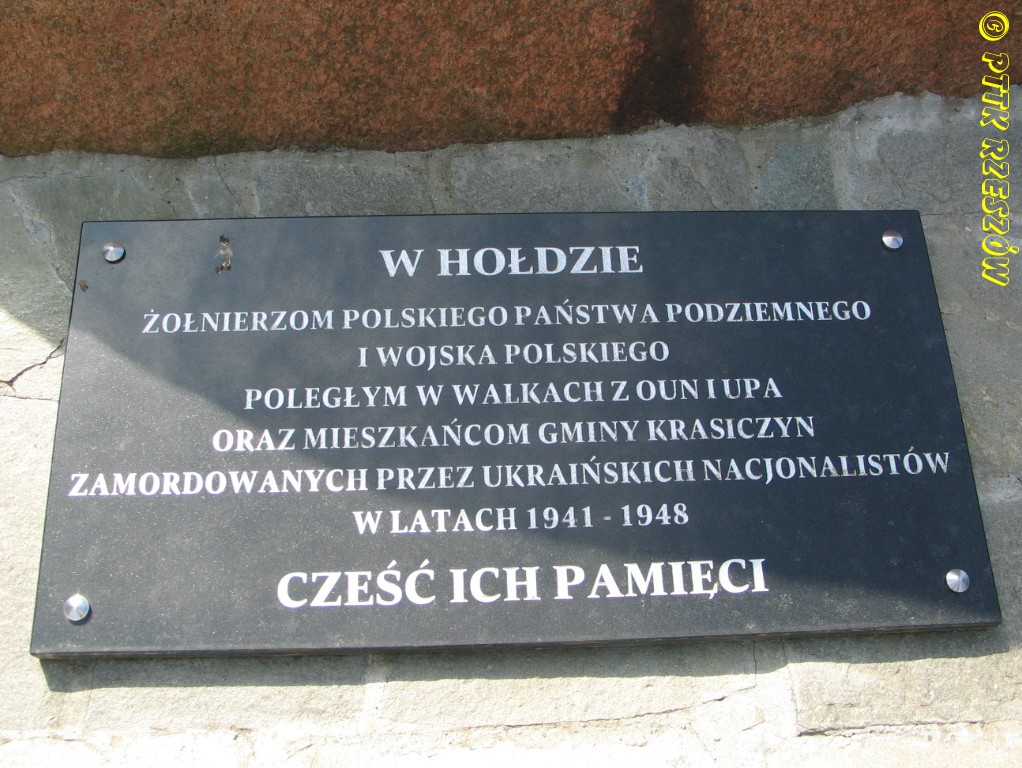 W HOŁDZIE
ŻOŁNIERZOM POLSKIEGO PAŃSTWA PODZIEMNEGO
I WOJSKA POLSKIEGO
POLEGŁYM W WALKACH Z OUN I UPA
ORAZ MIESZKAŃCOM GMINY KRASICZYN
ZAMORDOWANYCH PRZEZ UKRAIŃSKICH NACJONALISTÓW
W LATACH 1941 - 1948
CZEŚĆ ICH PAMIĘCI
© PTTK RZESZÓW